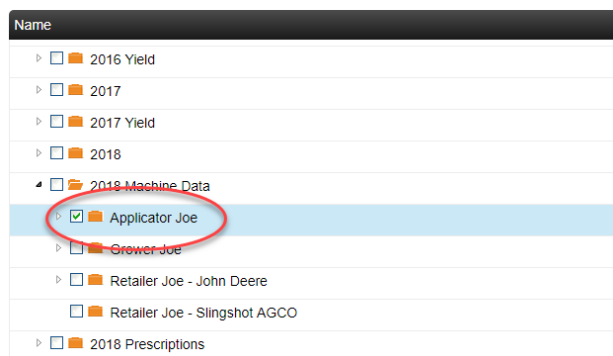 Name
2016 Yield
2017
2017 Yield
2018
2018 Machine Data
Applicator Joe
Grower Joe
Retailer Joe - John Deere
Retailer Joe - Slingshot AGCO
2018 Prescriptions